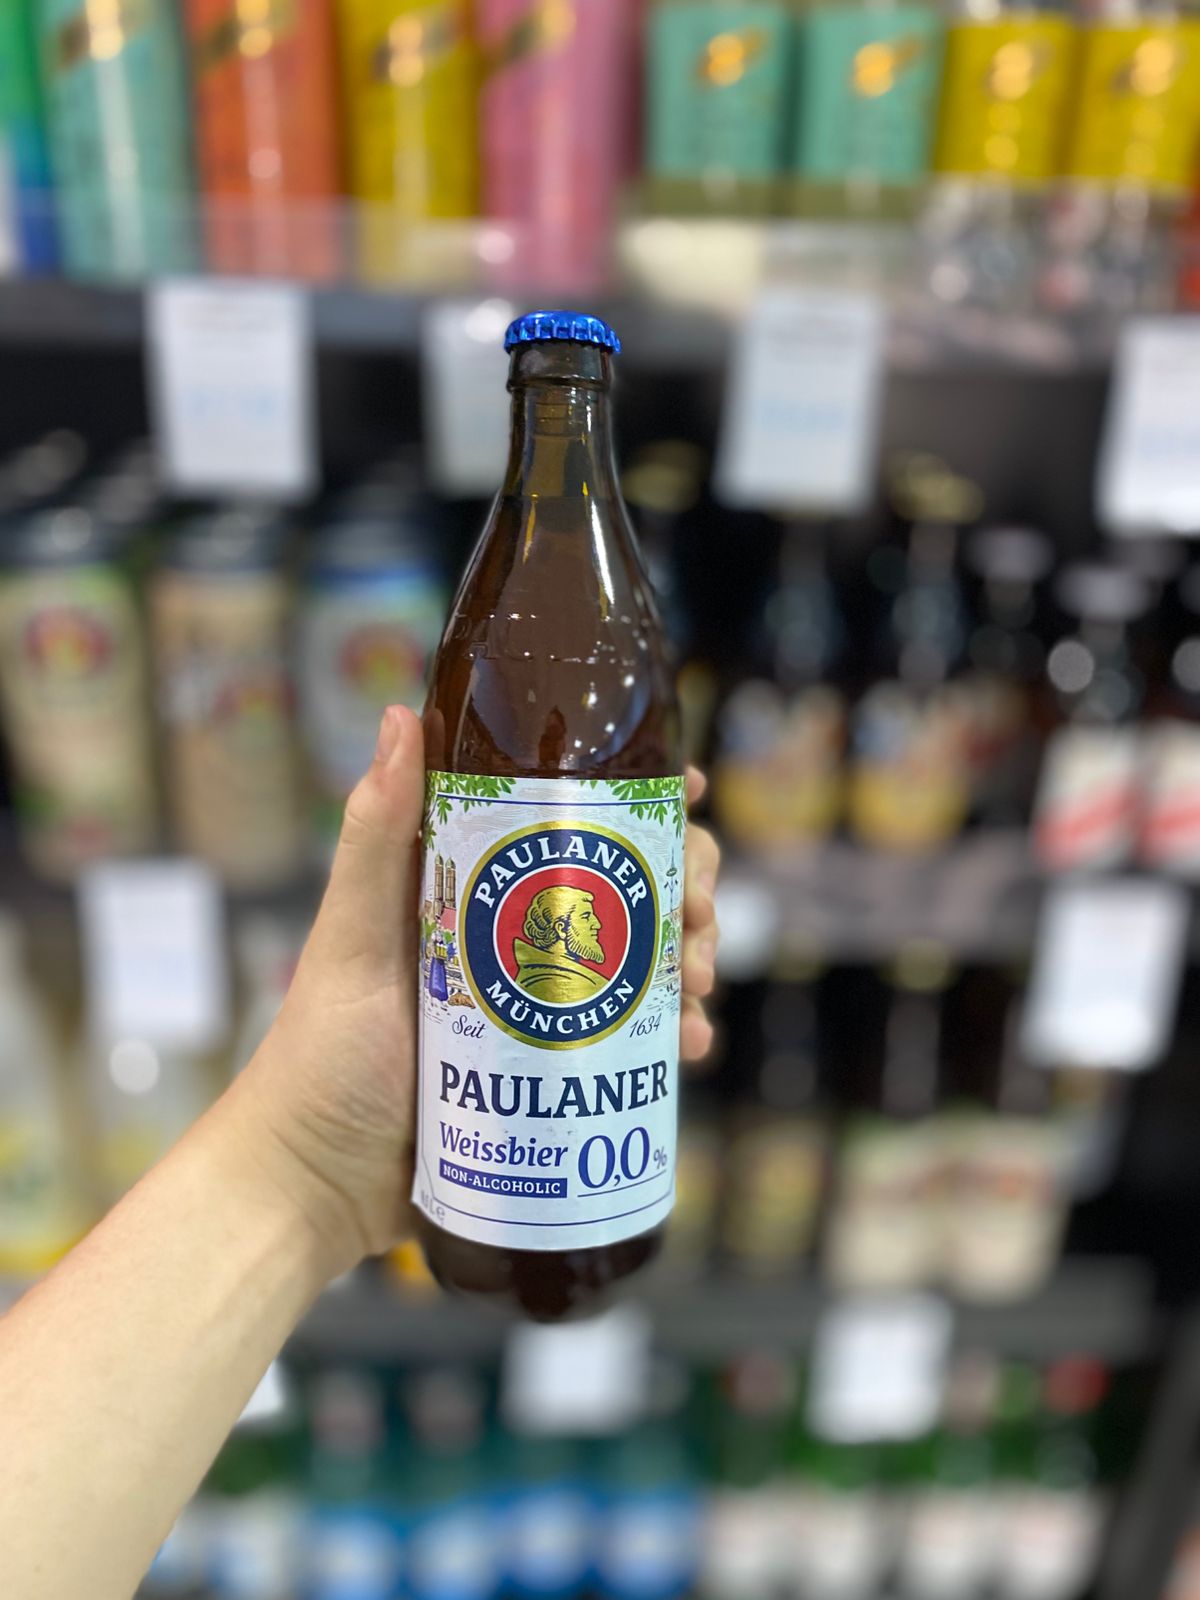 PAULANER
MÜNCHEN
Seit 1634
PAULANER
Weissbier 0,0%
NON-ALCOHOLIC